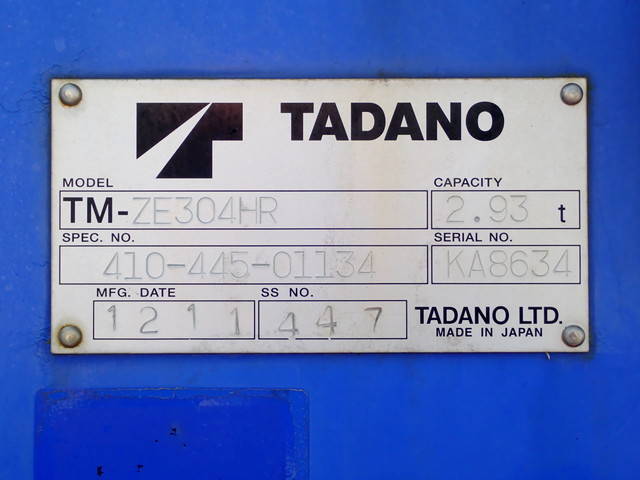 TADANO
MODEL
TM-ZE304HR
CAPACITY
2.93 t
SPEC. NO.
410-445-01134
SERIAL NO.
KA8634
MFG. DATE
1211
SS NO.
447
TADANO LTD.
MADE IN JAPAN